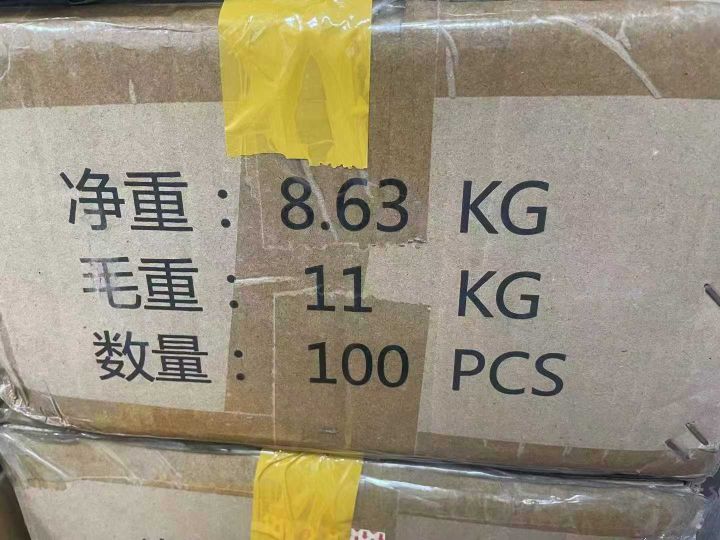 净重： 8.63 KG
毛重： 11 KG
数量： 100 PCS